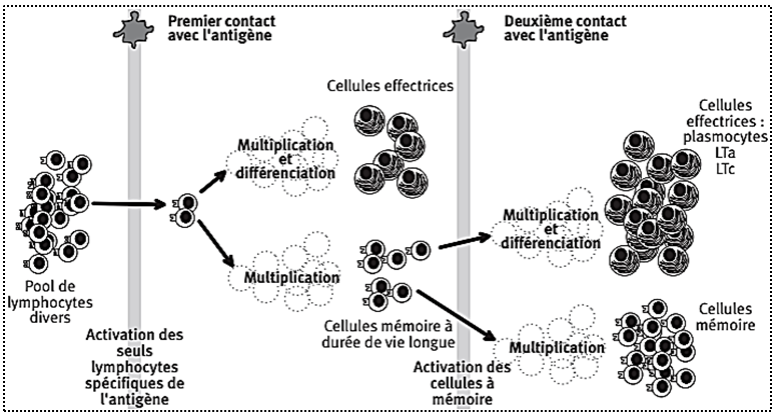 Premier contact
avec l'antigène
Deuxième contact
avec l'antigène
Cellules effectrices
Cellules
effectrices :
plasmocytes
LTa
LTc
Multiplication
et
différenciation
Multiplication
et
différenciation
Pool de
lymphocytes
divers
Multiplication
Cellules mémoire à
durée de vie longue
Cellules
mémoire
Multiplication
Activation des
seuls
lymphocytes
spécifiques de
l'antigène
Activation des
cellules à
mémoire